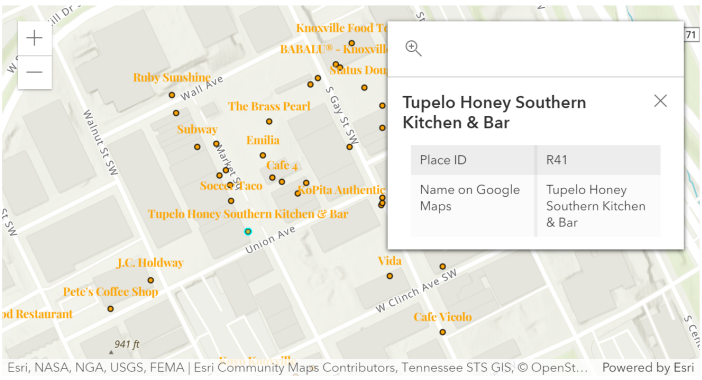 Knoxville Food
BABALU® - Knoxvill
Status Dou
71
Ruby Sunshine
Wall Ave
The Brass Pearl
S Gay St SW
Walnut St SW
Subway
Emilia
Market S
Cafe 4
Soccer Taco
KoPita Authentic
Tupelo Honey Southern Kitchen & Bar
Union Ave
J.C. Holdway
Vida
Pete's Coffee Shop
W Clinch Ave SW
od Restaurant
Cafe Vicolo
S Cen
941 ft
Tupelo Honey Southern
Kitchen & Bar
Place ID R41
Name on Google Tupelo Honey
Maps Southern Kitchen
& Bar
Esri, NASA, NGA, USGS, FEMA | Esri Community Maps Contributors, Tennessee STS GIS, © OpenSt... Powered by Esri